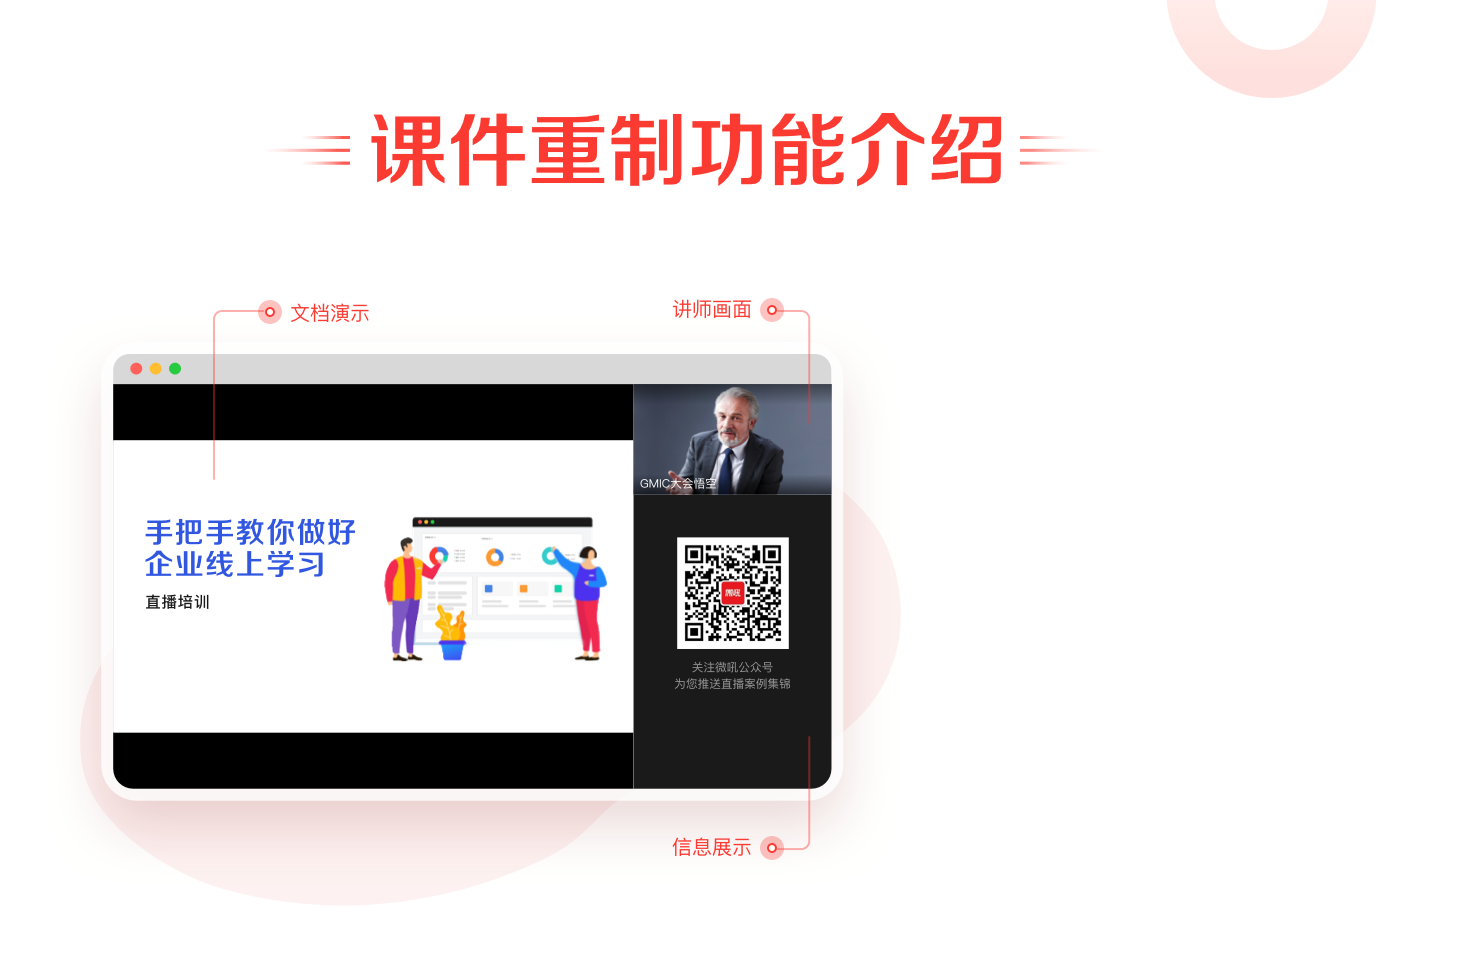 课件重制功能介绍
文档演示
讲师画面
GMIC大会悟空
手把手教你做好
企业线上学习
直播培训
微吼
关注微吼公众号
为您推送直播案例集锦
信息展示